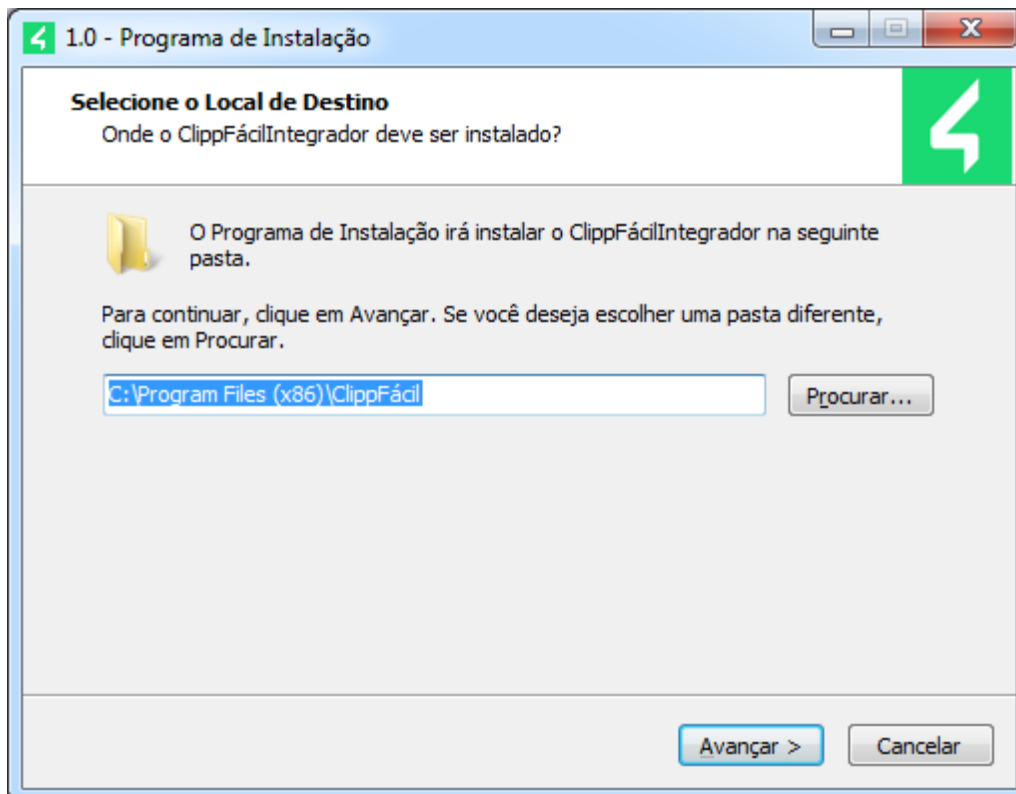 1.0 - Programa de Instalação
Selecione o Local de Destino
Onde o ClippFácilIntegrador deve ser instalado?
O Programa de Instalação irá instalar o ClippFácilIntegrador na seguinte
pasta.
Para continuar, clique em Avançar. Se você deseja escolher uma pasta diferente,
clique em Procurar.
C:\Program Files (x86)\ClippFácil
Procurar...
Avançar >
Cancelar